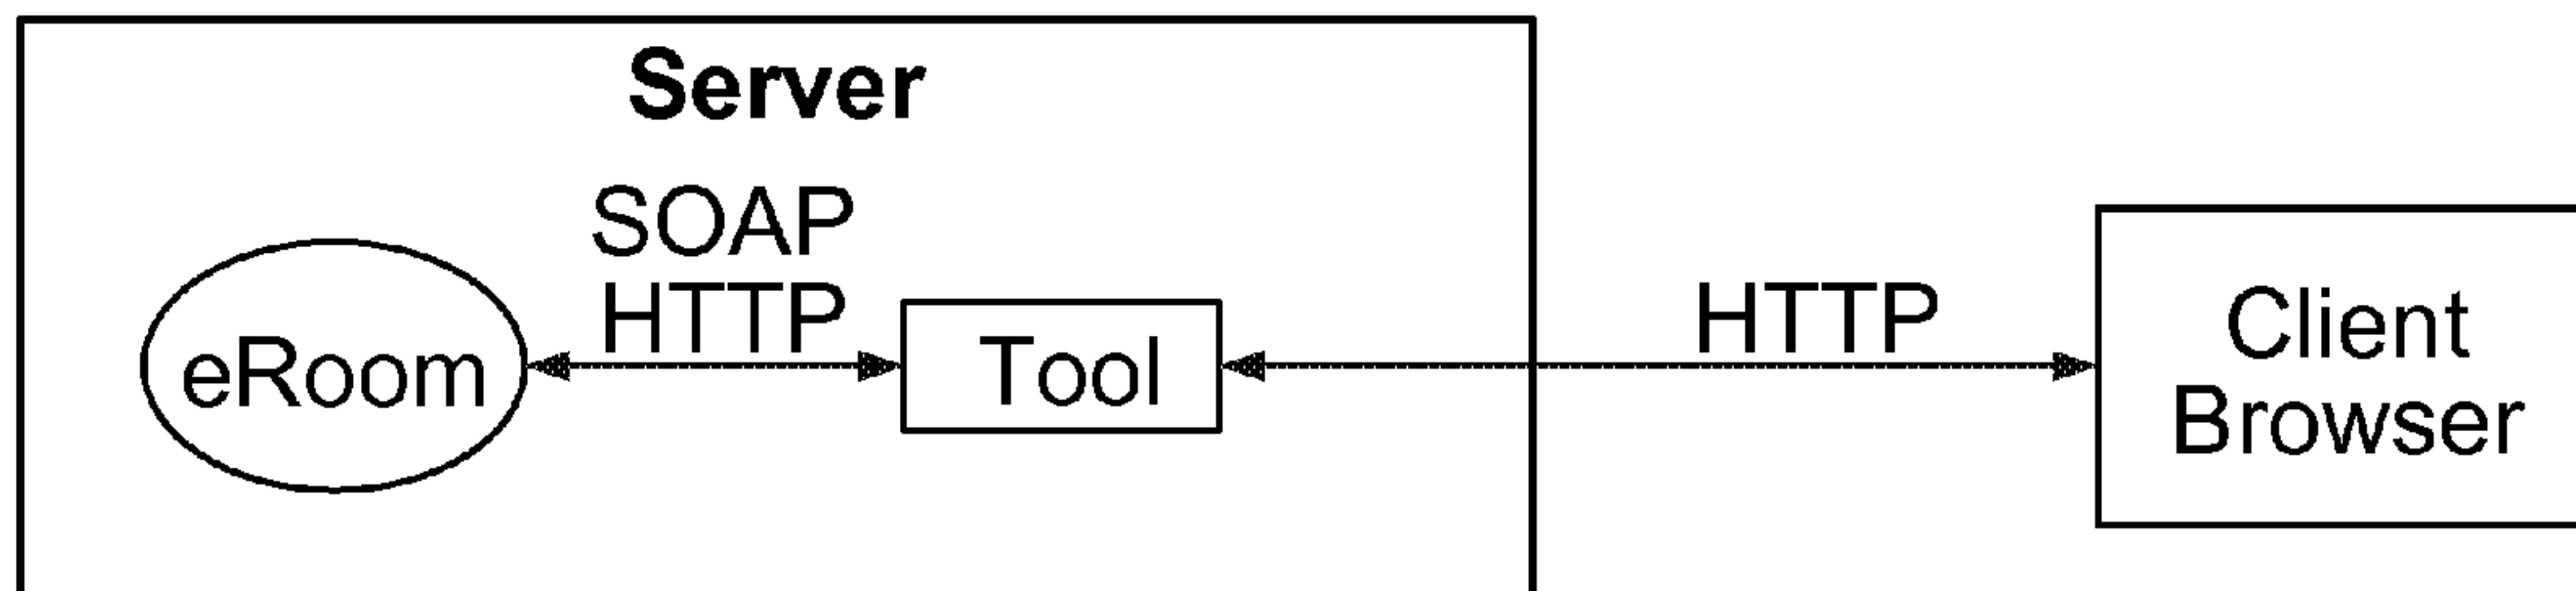 Server
SOAP
HTTP
eRoom
Tool
HTTP
Client
Browser